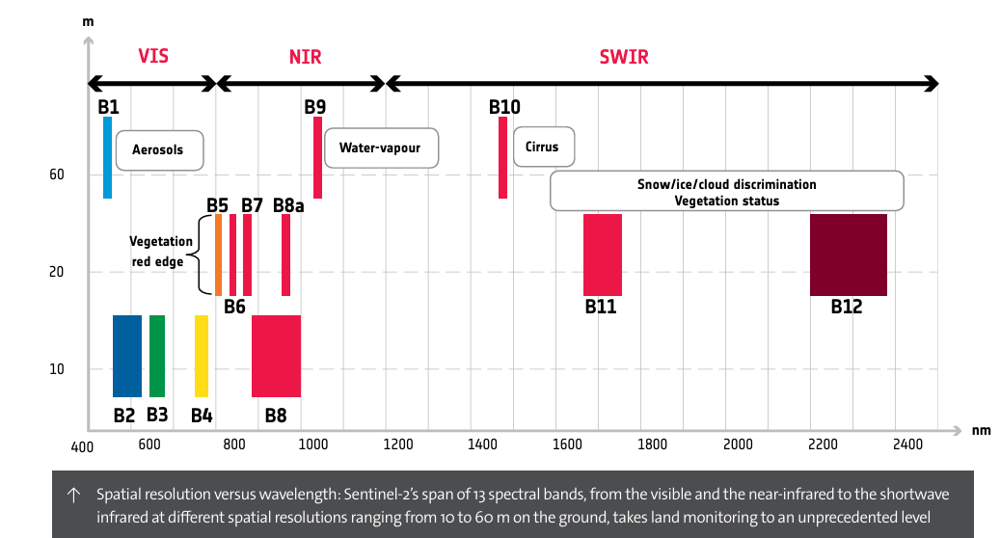 m
VIS NIR SWIR
B1 B9 B10
Aerosols Water-vapour Cirrus
60
Snow/ice/cloud discrimination
Vegetation status
B5 B7 B8a
Vegetation
red edge
20
B6 B11 B12
10
B2 B3 B4 B8
400 600 800 1000 1200 1400 1600 1800 2000 2200 2400 nm
↑ Spatial resolution versus wavelength: Sentinel-2's span of 13 spectral bands, from the visible and the near-infrared to the shortwave
infrared at different spatial resolutions ranging from 10 to 60 m on the ground, takes land monitoring to an unprecedented level